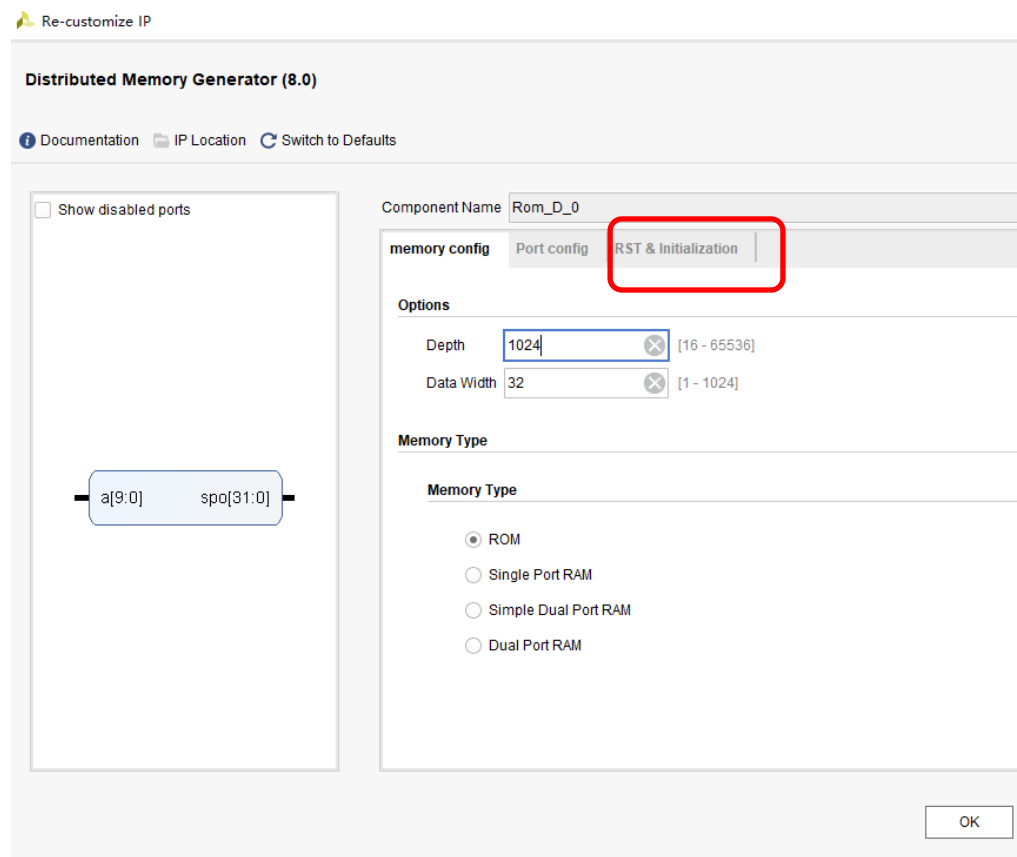 Re-customize IP
Distributed Memory Generator (8.0)
Documentation IP Location Switch to Defaults
Show disabled ports
a[9:0] spo[31:0]
Component Name Rom_D_0
memory config Port config RST & Initialization
Options
Depth 1024 [16 - 65536]
Data Width 32 [1 - 1024]
Memory Type
Memory Type
ROM
Single Port RAM
Simple Dual Port RAM
Dual Port RAM
OK